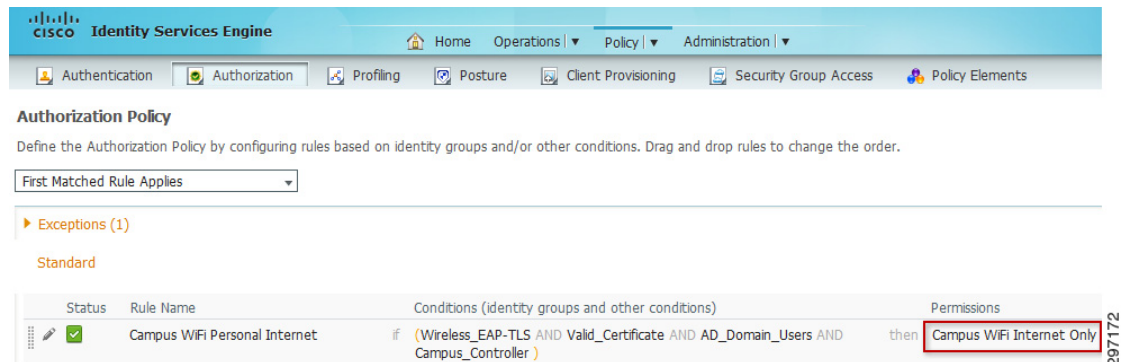 CISCO Identity Services Engine
Home Operations | ▼ Policy | ▼ Administration | ▼
Authentication Authorization Profiling Posture Client Provisioning Security Group Access Policy Elements
Authorization Policy
Define the Authorization Policy by configuring rules based on identity groups and/or other conditions. Drag and drop rules to change the order.
First Matched Rule Applies
Exceptions (1)
Standard
Status Rule Name Conditions (identity groups and other conditions) Permissions
Campus WiFi Personal Internet if (Wireless_EAP-TLS AND Valid_Certificate AND AD_Domain_Users AND then Campus WiFi Internet Only
Campus_Controller )
297172